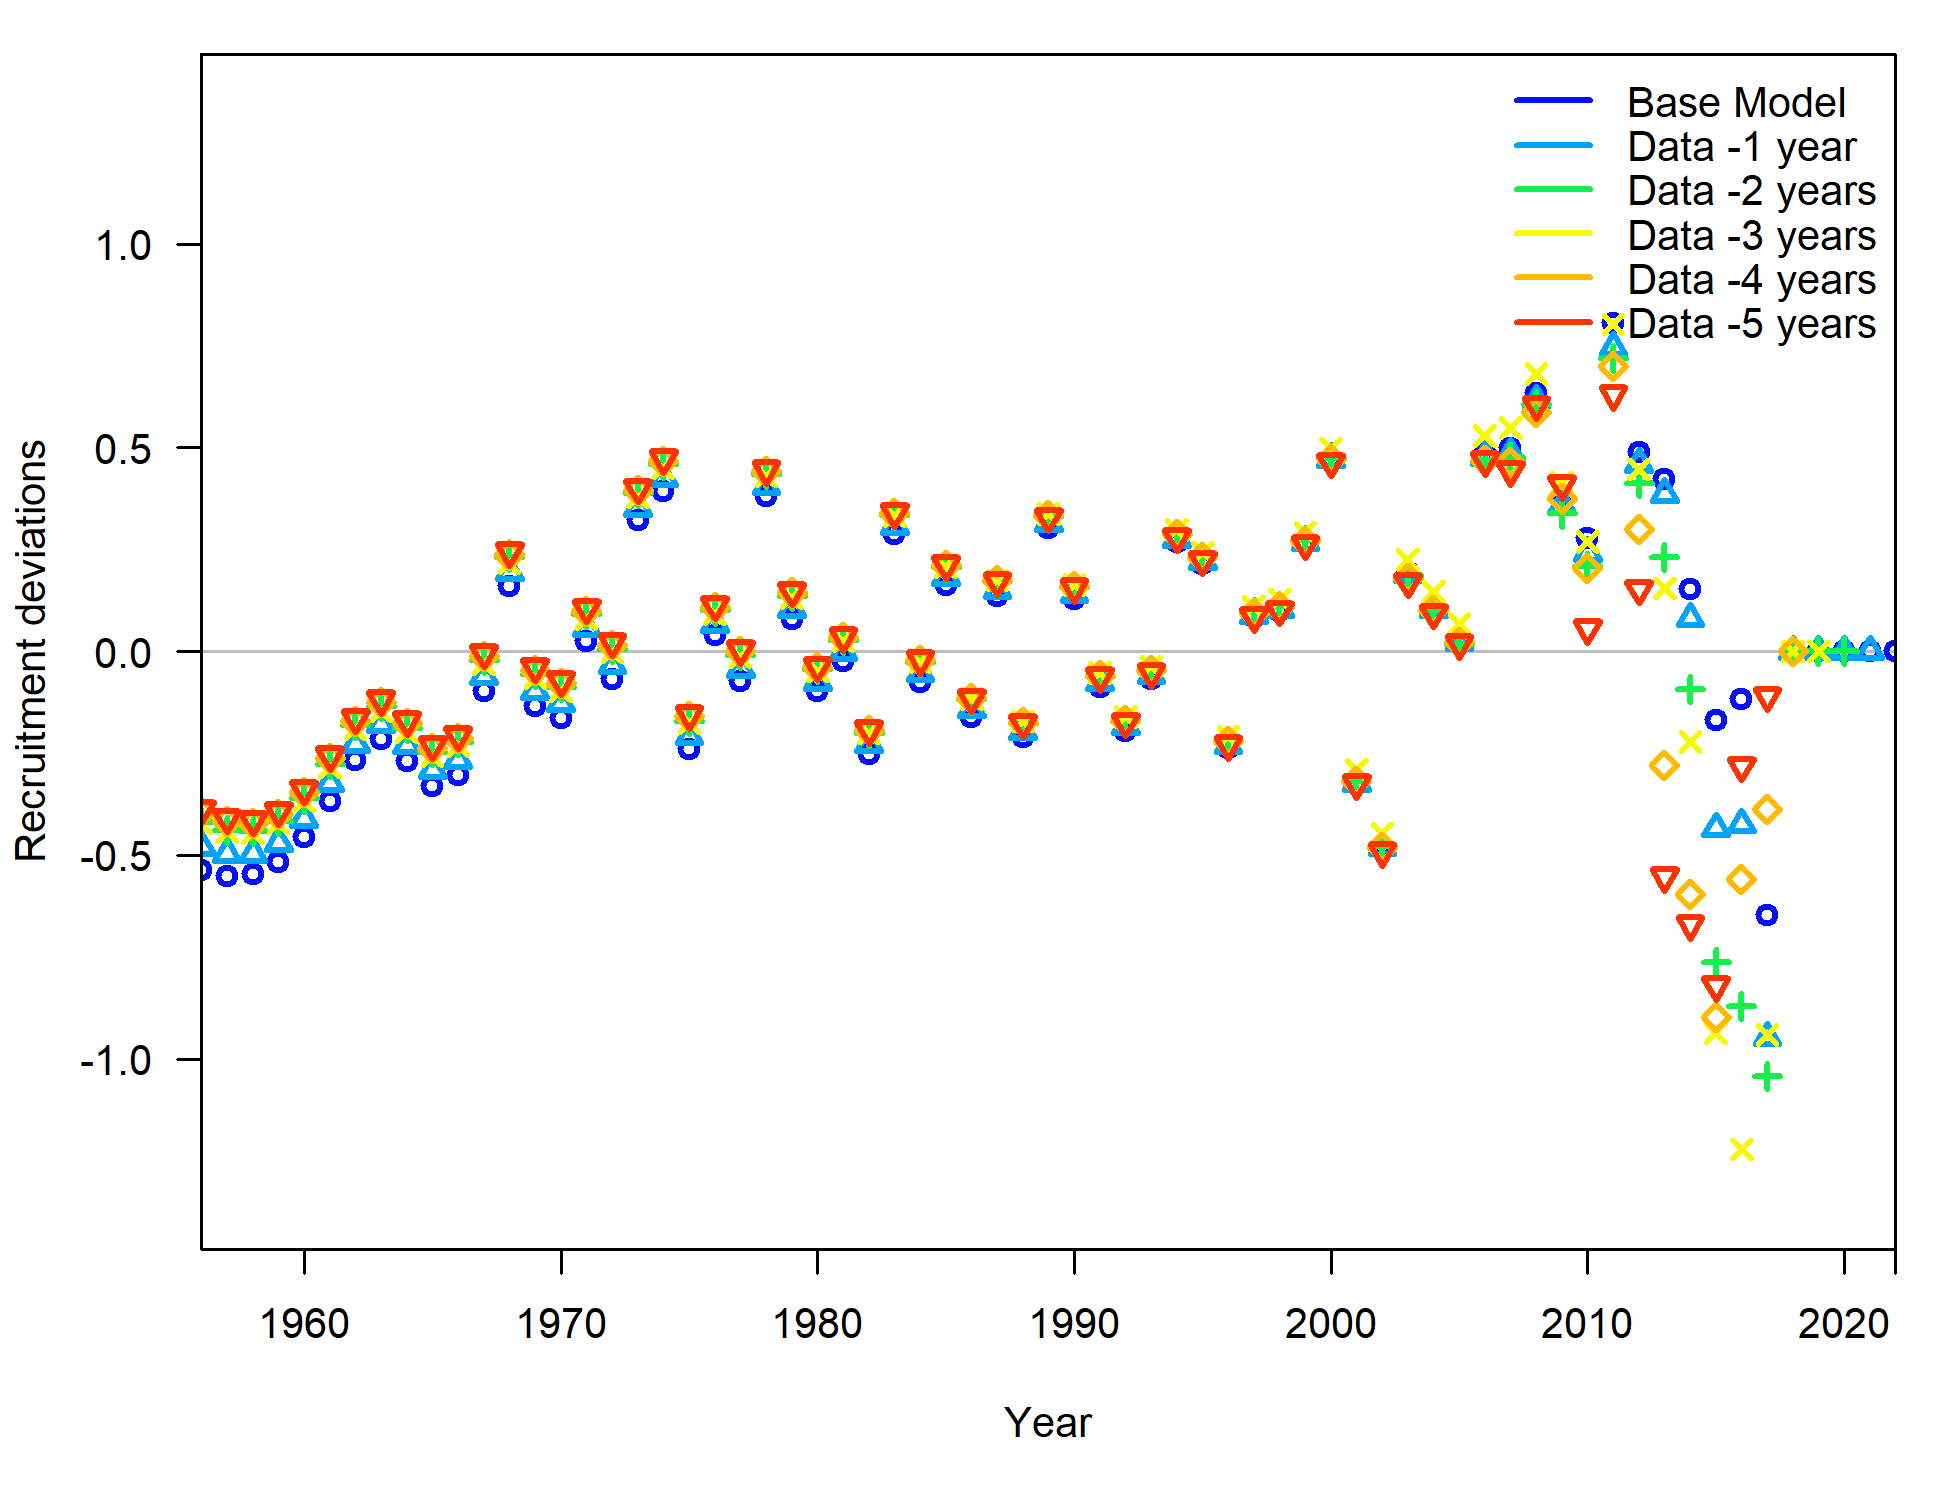 Base Model
Data -1 year
Data -2 years
Data -3 years
Data -4 years
Data -5 years
Recruitment deviations
1.0
0.5
0.0
-0.5
-1.0
1960 1970 1980 1990 2000 2010 2020
Year